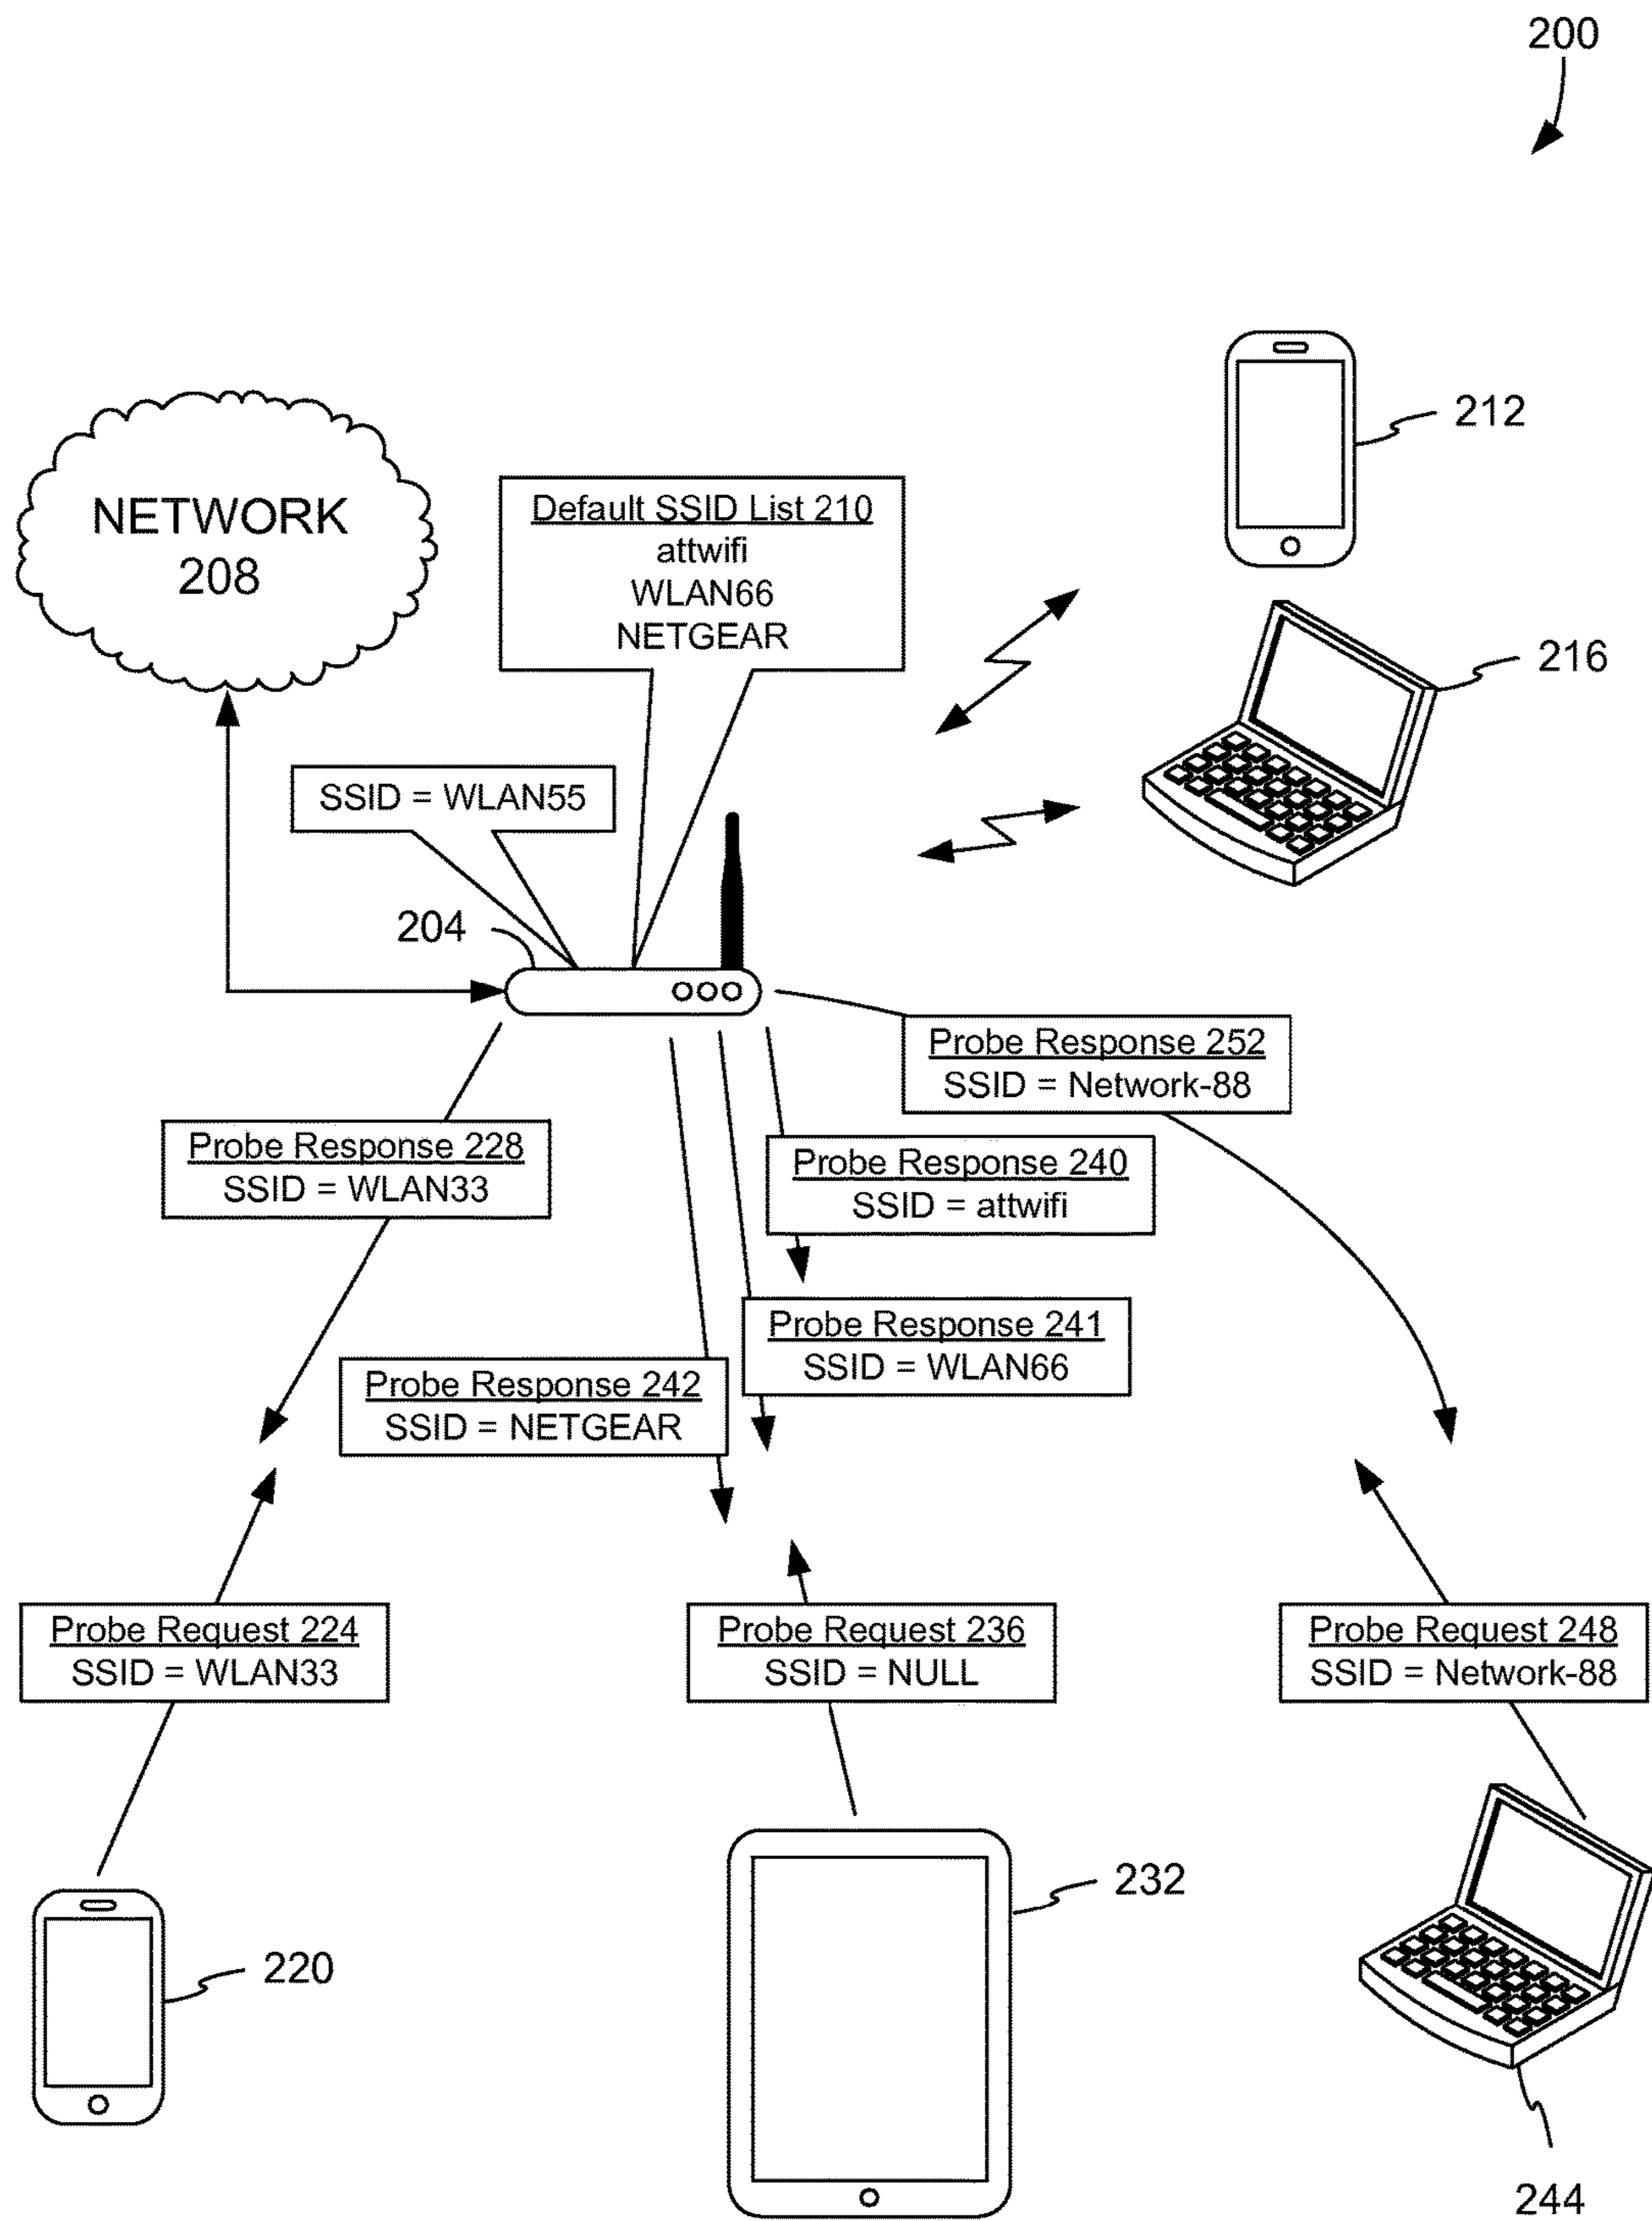 200
212
NETWORK
208
Default SSID List 210
attwifi
WLAN66
NETGEAR
216
SSID = WLAN55
204
Probe Response 252
SSID = Network-88
Probe Response 228
SSID = WLAN33
Probe Response 240
SSID = attwifi
Probe Response 241
SSID = WLAN66
Probe Response 242
SSID = NETGEAR
Probe Request 224
SSID = WLAN33
Probe Request 236
SSID = NULL
Probe Request 248
SSID = Network-88
232
220
244